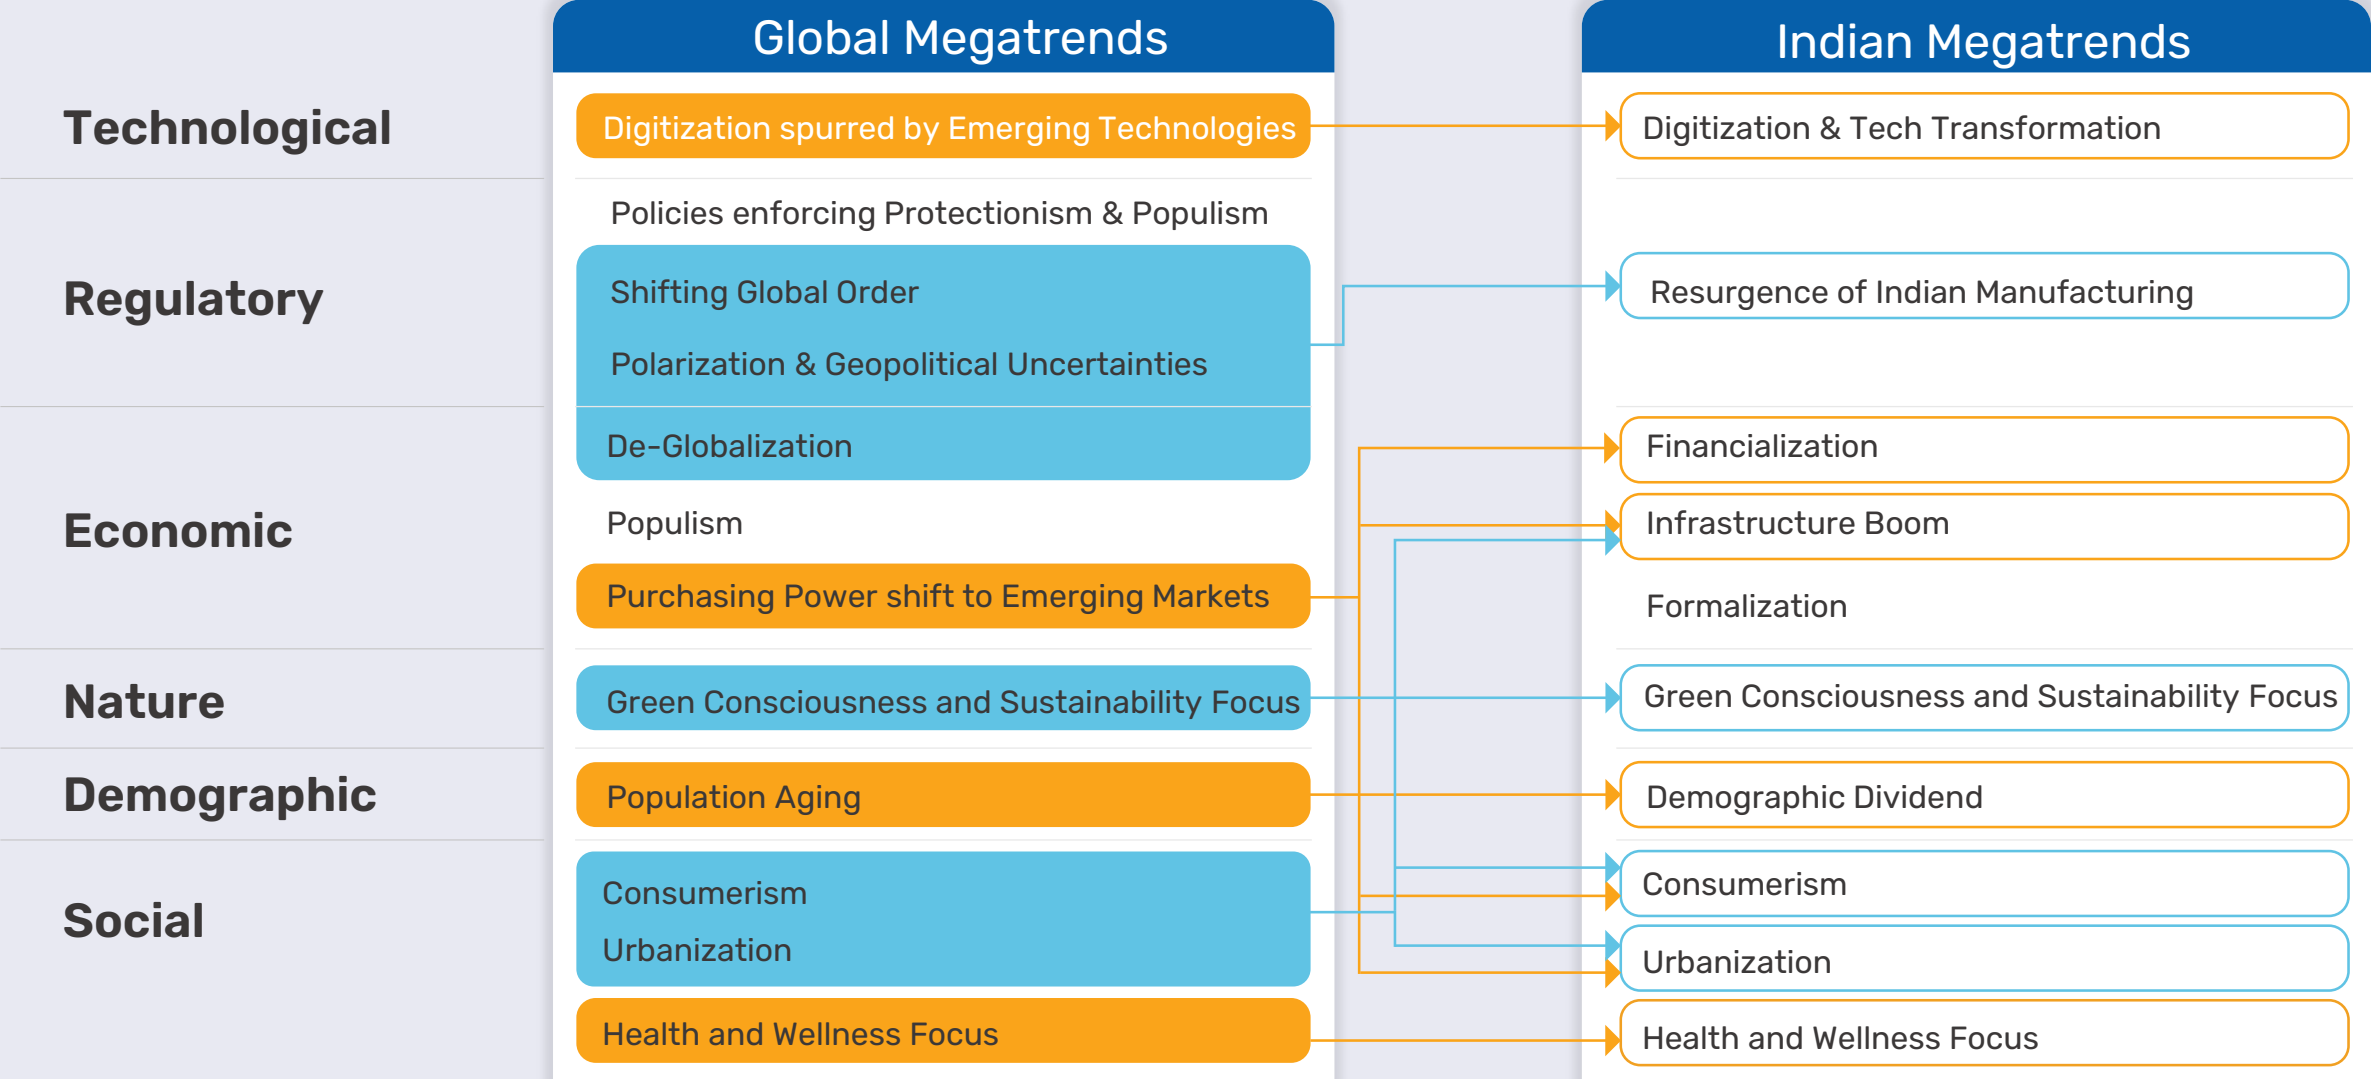 Global Megatrends
Indian Megatrends
Technological
Digitization spurred by Emerging Technologies
Digitization & Tech Transformation
Regulatory
Policies enforcing Protectionism & Populism
Shifting Global Order
Polarization & Geopolitical Uncertainties
Resurgence of Indian Manufacturing
Economic
De-Globalization
Populism
Purchasing Power shift to Emerging Markets
Financialization
Infrastructure Boom
Formalization
Nature
Green Consciousness and Sustainability Focus
Green Consciousness and Sustainability Focus
Demographic
Population Aging
Demographic Dividend
Social
Consumerism
Urbanization
Health and Wellness Focus
Consumerism
Urbanization
Health and Wellness Focus